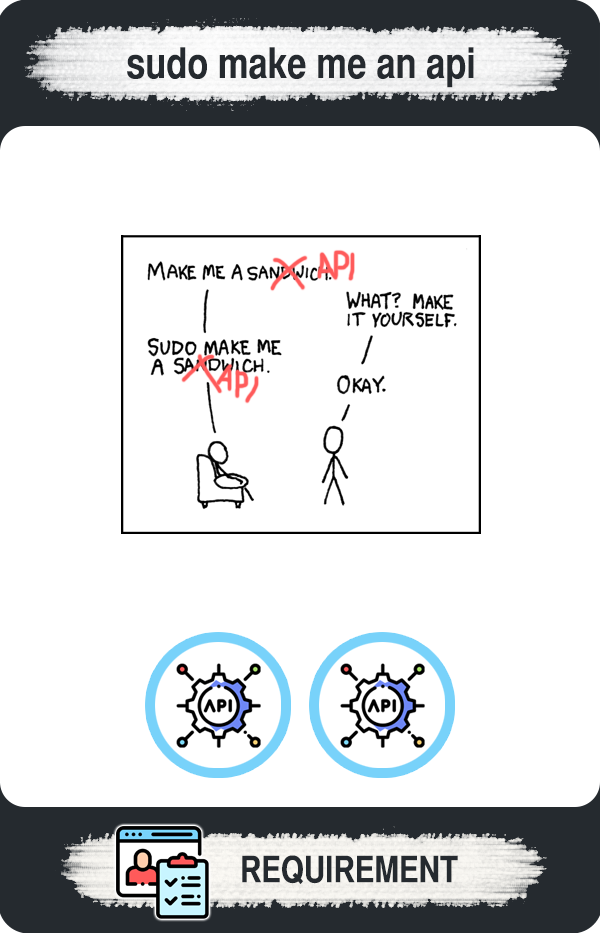 sudo make me an api
MAKE ME A SANDWICH. API
WHAT? MAKE
IT YOURSELF.
SUDO MAKE ME
A SANDWICH.
API
OKAY.
API API
REQUIREMENT